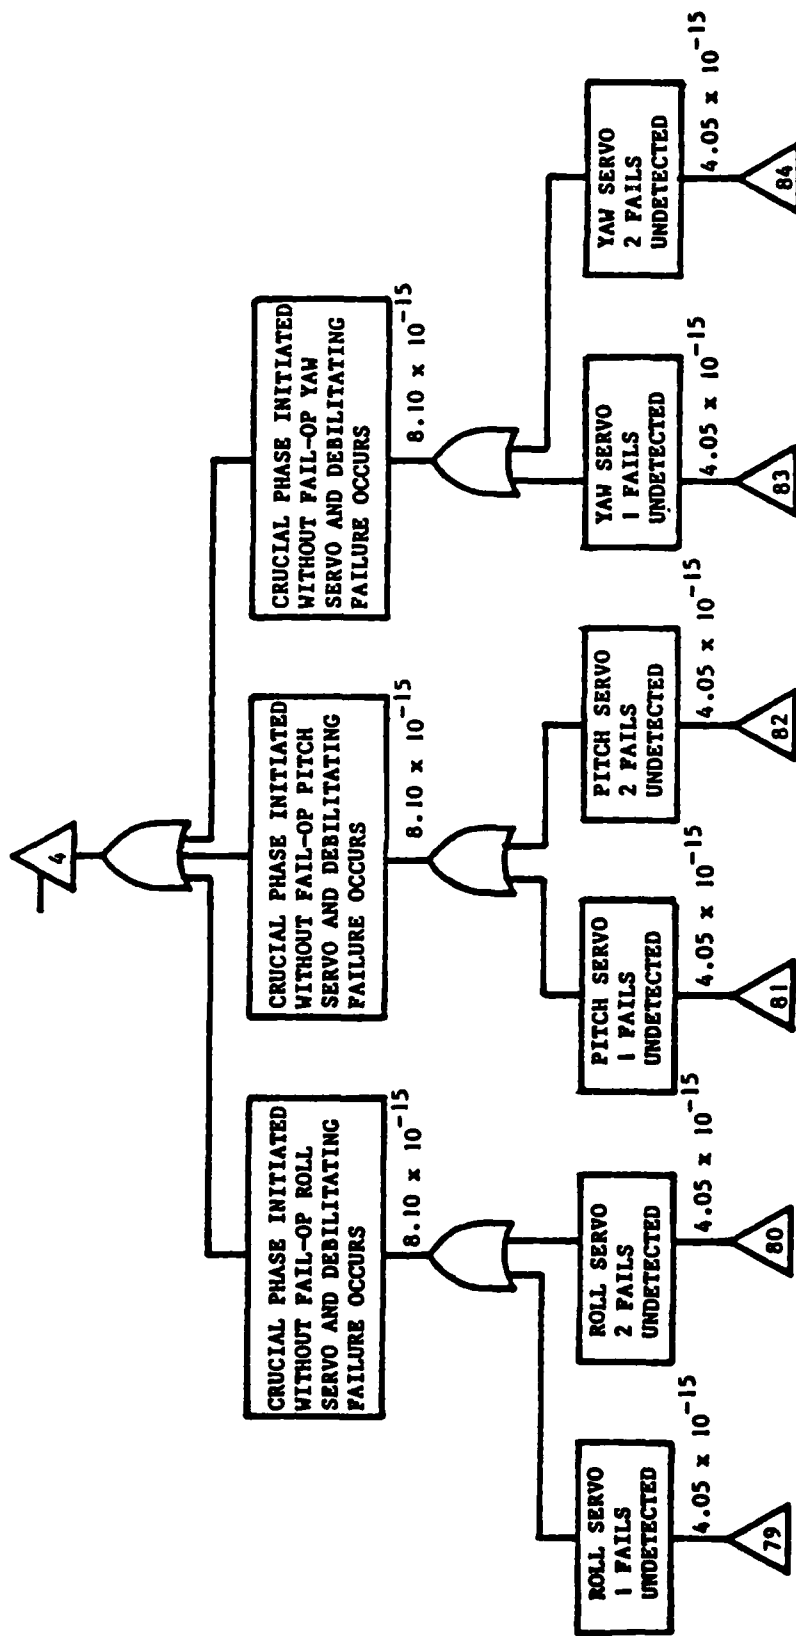 4
CRUCIAL PHASE INITIATED
WITHOUT FAIL-OP ROLL
SERVO AND DEBILITATING
FAILURE OCCURS
8.10 x 10-15
CRUCIAL PHASE INITIATED
WITHOUT FAIL-OP PITCH
SERVO AND DEBILITATING
FAILURE OCCURS
8.10 x 10-15
CRUCIAL PHASE INITIATED
WITHOUT FAIL-OP YAW
SERVO AND DEBILITATING
FAILURE OCCURS
8.10 x 10-15
ROLL SERVO
1 FAILS
UNDETECTED
4.05 x 10-15
79
ROLL SERVO
2 FAILS
UNDETECTED
4.05 x 10-15
80
PITCH SERVO
1 FAILS
UNDETECTED
4.05 x 10-15
81
PITCH SERVO
2 FAILS
UNDETECTED
4.05 x 10-15
82
YAW SERVO
1 FAILS
UNDETECTED
4.05 x 10-15
83
YAW SERVO
2 FAILS
UNDETECTED
4.05 x 10-15
84